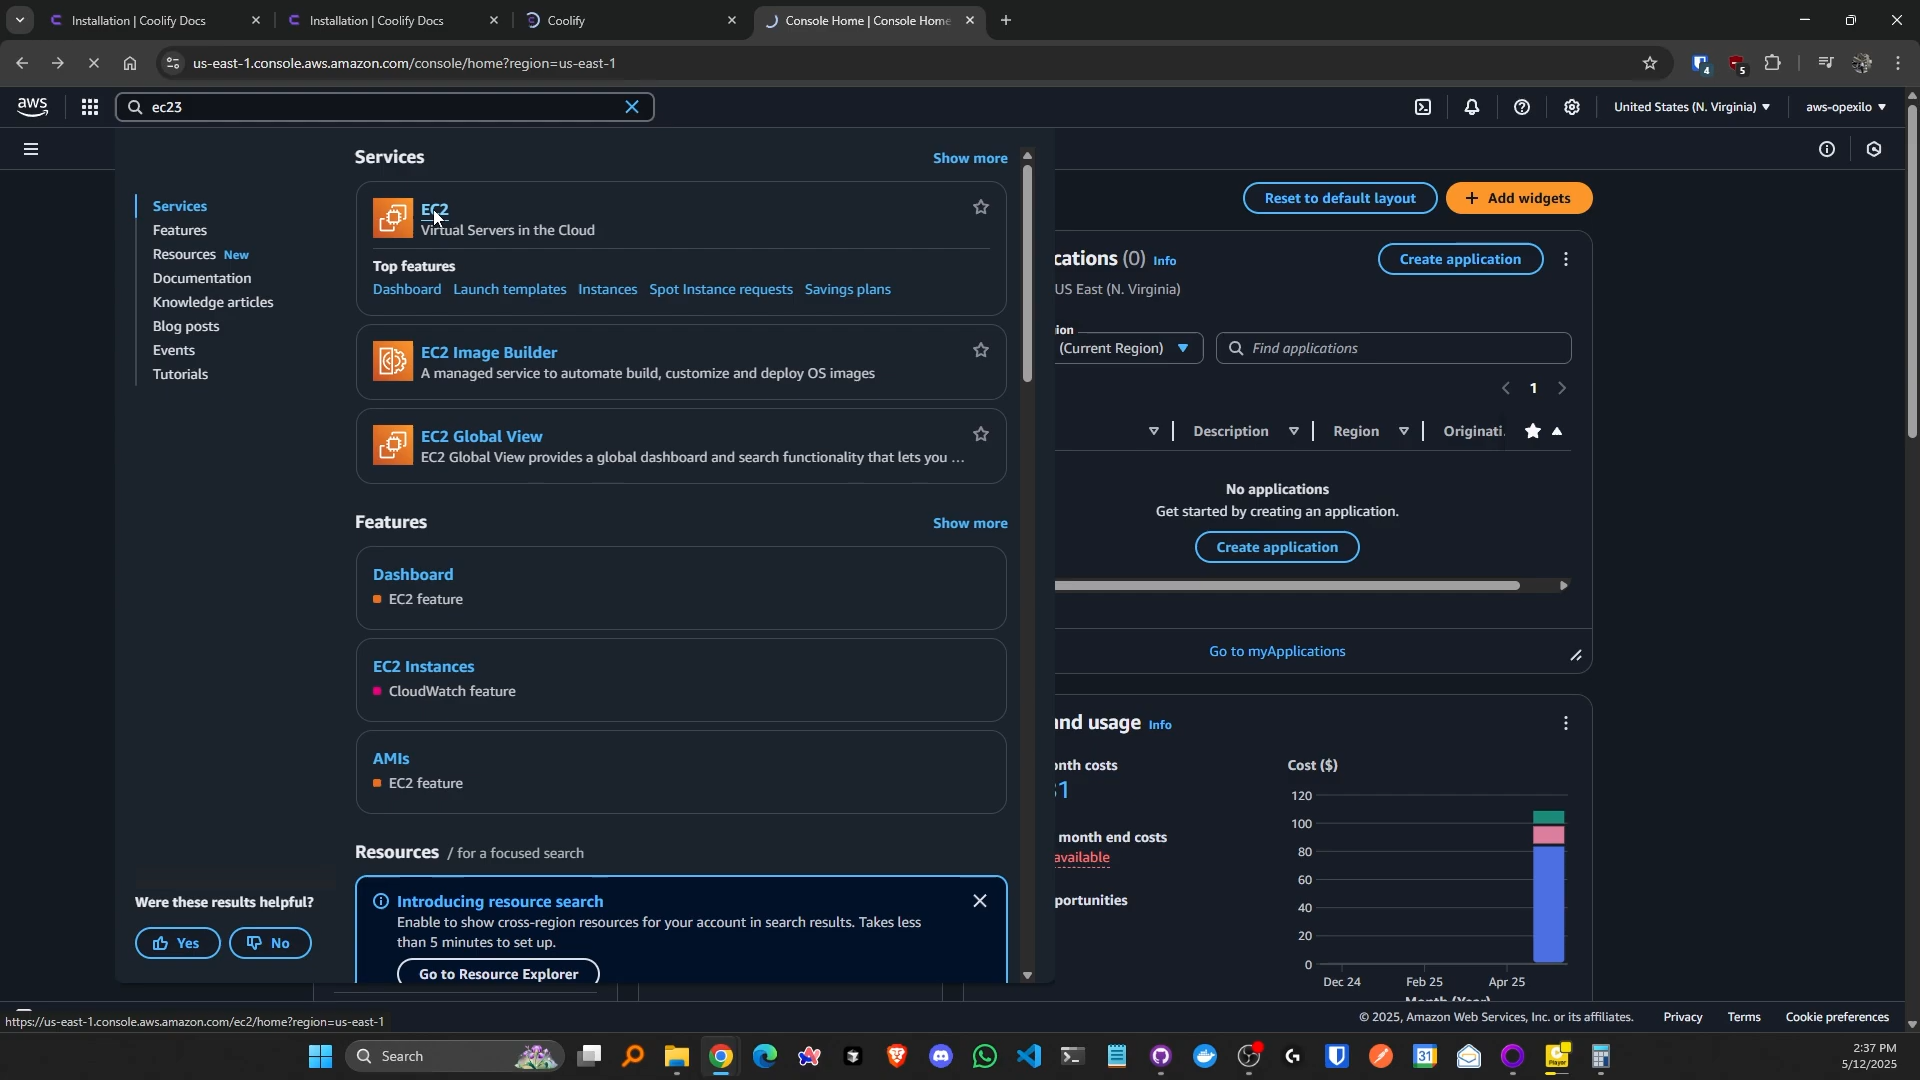 Installation | Coolify Docs
Installation | Coolify Docs
Coolify
Console Home | Console Home
us-east-1.console.aws.amazon.com/console/home?region=us-east-1
4
5
aws
ec23
United States (N. Virginia)
aws-opexilo
Services
Features
Resources New
Documentation
Knowledge articles
Blog posts
Events
Tutorials
Were these results helpful?
Yes
No
Services
Show more
EC2
Virtual Servers in the Cloud
Top features
Dashboard Launch templates Instances Spot Instance requests Savings plans
EC2 Image Builder
A managed service to automate build, customize and deploy OS images
EC2 Global View
EC2 Global View provides a global dashboard and search functionality that lets you ...
Features
Show more
Dashboard
EC2 feature
EC2 Instances
CloudWatch feature
AMIs
EC2 feature
Resources / for a focused search
Introducing resource search
Enable to show cross-region resources for your account in search results. Takes less
than 5 minutes to set up.
Go to Resource Explorer
Reset to default layout
+ Add widgets
cations (0) Info
Create application
US East (N. Virginia)
ion
(Current Region)
Find applications
1
Description
Region
Originati
No applications
Get started by creating an application.
Create application
Go to myApplications
nd usage Info
onth costs
31
month end costs
available
portunities
Cost ($)
120
100
80
60
40
20
0
Dec 24
Feb 25
Apr 25
Month (Year)
https://us-east-1.console.aws.amazon.com/ec2/home?region=us-east-1
© 2025, Amazon Web Services, Inc. or its affiliates.
Privacy
Terms
Cookie preferences
Search
31
2:37 PM
5/12/2025